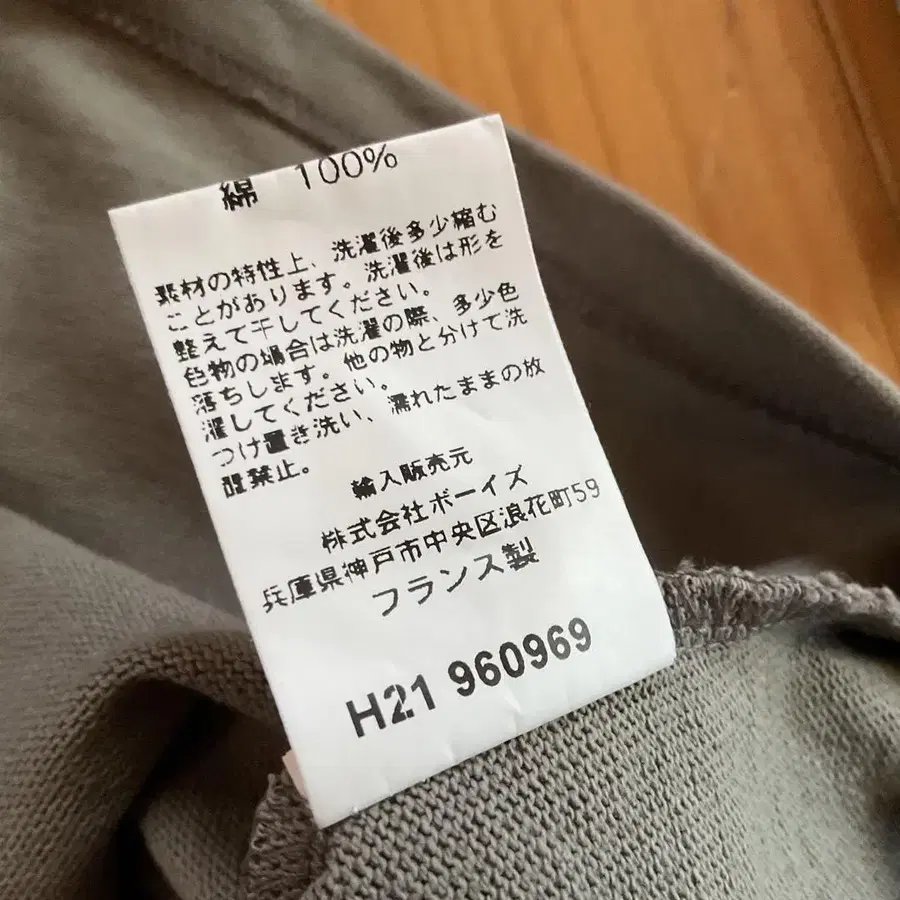 綿 100%
素材の特性上、洗濯後多少縮む
ことがあります。洗濯後は形を
整えて干してください。
色物の場合は洗濯の際、多少色
落ちします。他の物と分けて洗
濯してください。
つけ置き洗い、濡れたままの放
置禁止。
輸入販売元
株式会社ボーイズ
兵庫県神戸市中央区浪花町59
フランス製
H21 960969